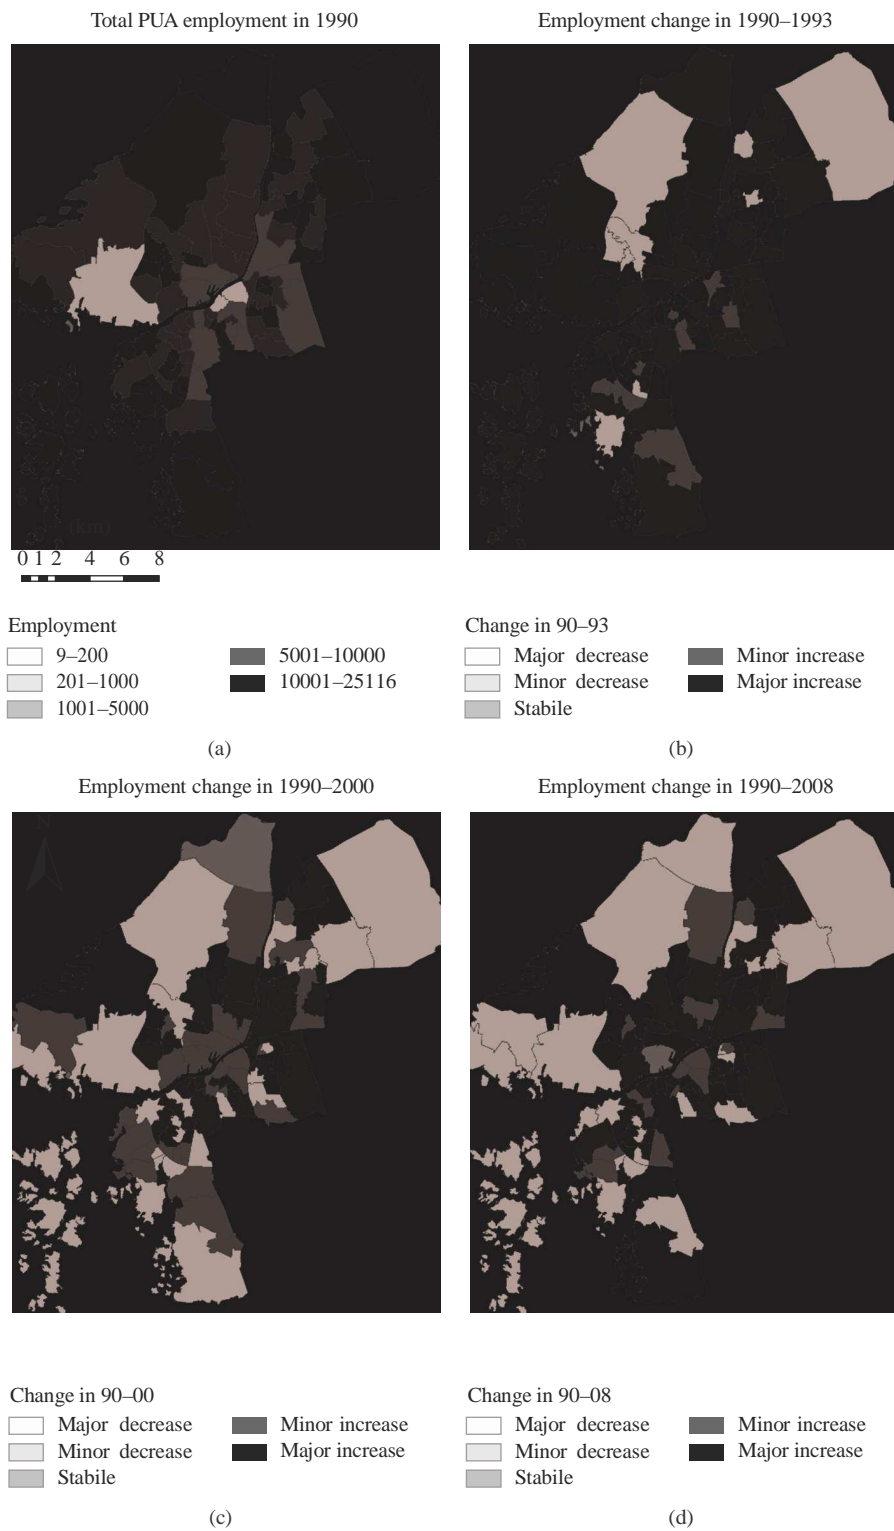 Total PUA employment in 1990
Employment change in 1990–1993
(km)
0 1 2 4 6 8
Employment
9–200
201–1000
1001–5000
5001–10000
10001–25116
(a)
Change in 90–93
Major decrease
Minor decrease
Stabile
Minor increase
Major increase
(b)
Employment change in 1990–2000
Employment change in 1990–2008
N
Change in 90–00
Major decrease
Minor decrease
Stabile
Minor increase
Major increase
(c)
Change in 90–08
Major decrease
Minor decrease
Stabile
Minor increase
Major increase
(d)